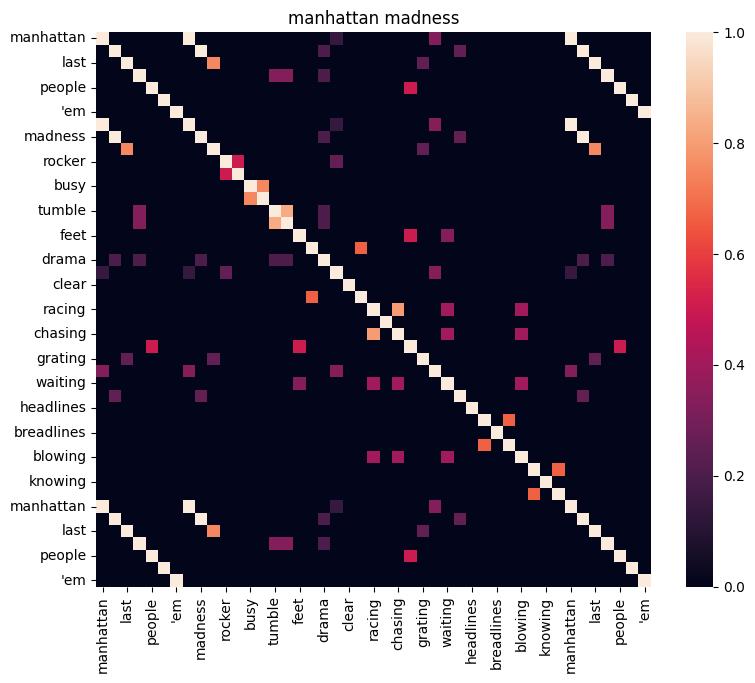 manhattan madness
manhattan
last
people
'em
madness
rocker
busy
tumble
feet
drama
clear
racing
chasing
grating
waiting
headlines
breadlines
blowing
knowing
manhattan
last
people
'em
1.0
0.8
0.6
0.4
0.2
0.0
manhattan
last
people
'em
madness
rocker
busy
tumble
feet
drama
clear
racing
chasing
grating
waiting
headlines
breadlines
blowing
knowing
manhattan
last
people
'em